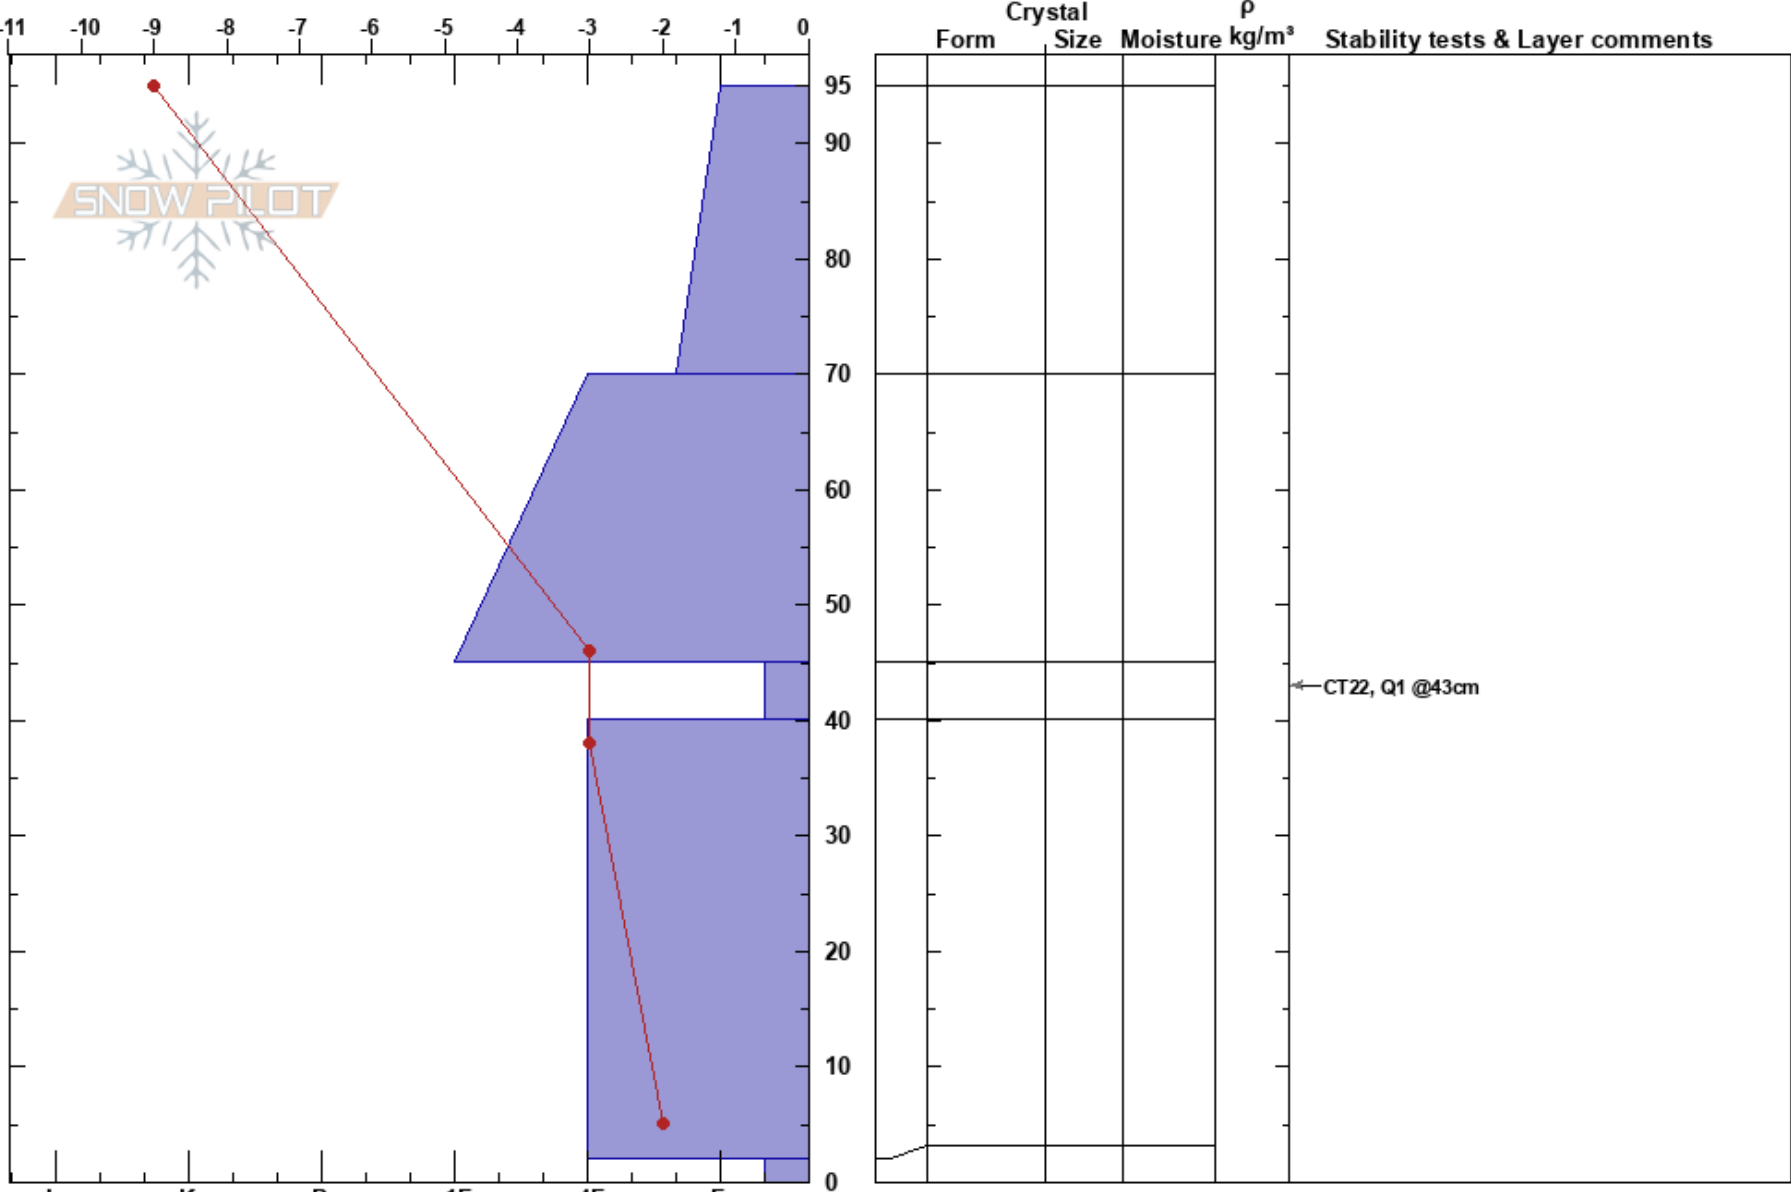 Crystal ρ
-11 -10 -9 -8 -7 -6 -5 -4 -3 -2 -1 0 Form Size Moisture kg/m³ Stability tests & Layer comments
95
90
SNOW PILOT
80
70
60
50
CT22, Q1 @43cm
40
30
20
10
0